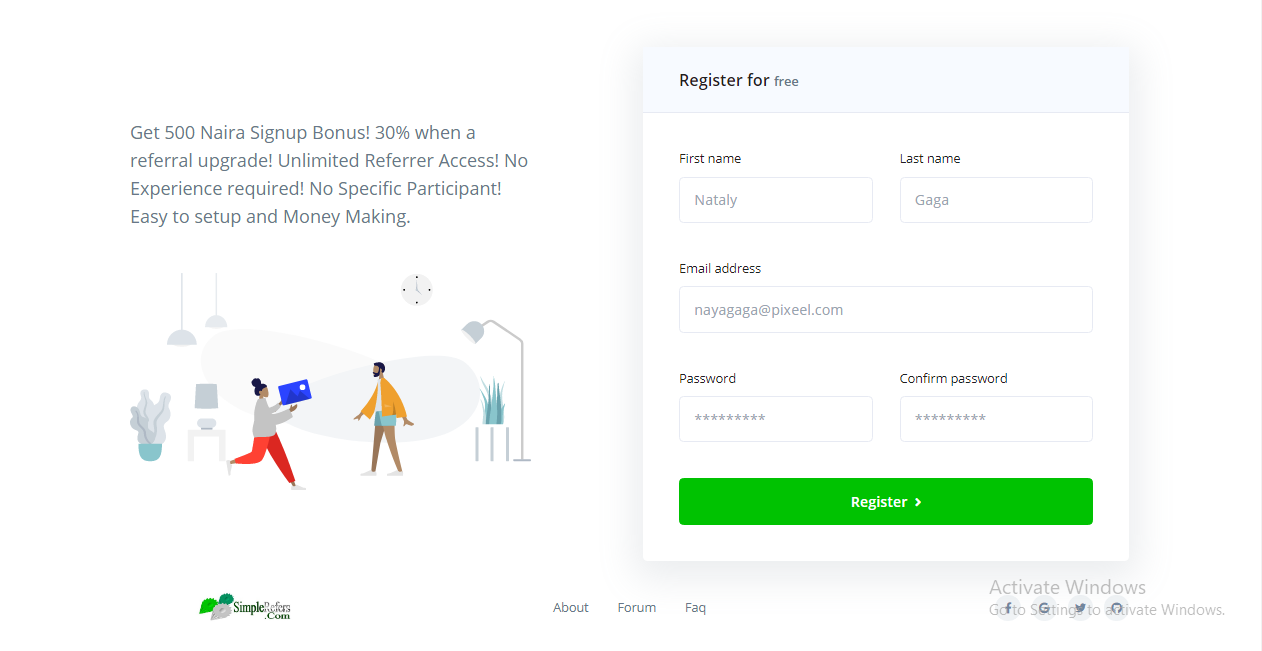 Get 500 Naira Signup Bonus! 30% when a
referral upgrade! Unlimited Referrer Access! No
Experience required! No Specific Participant!
Easy to setup and Money Making.
Register for free
First name Last name
Nataly Gaga
Email address
nayagaga@pixeel.com
Password Confirm password
********* *********
Register
SimpleRefers
.Com
About Forum Faq
Activate Windows
Go to Settings to activate Windows.